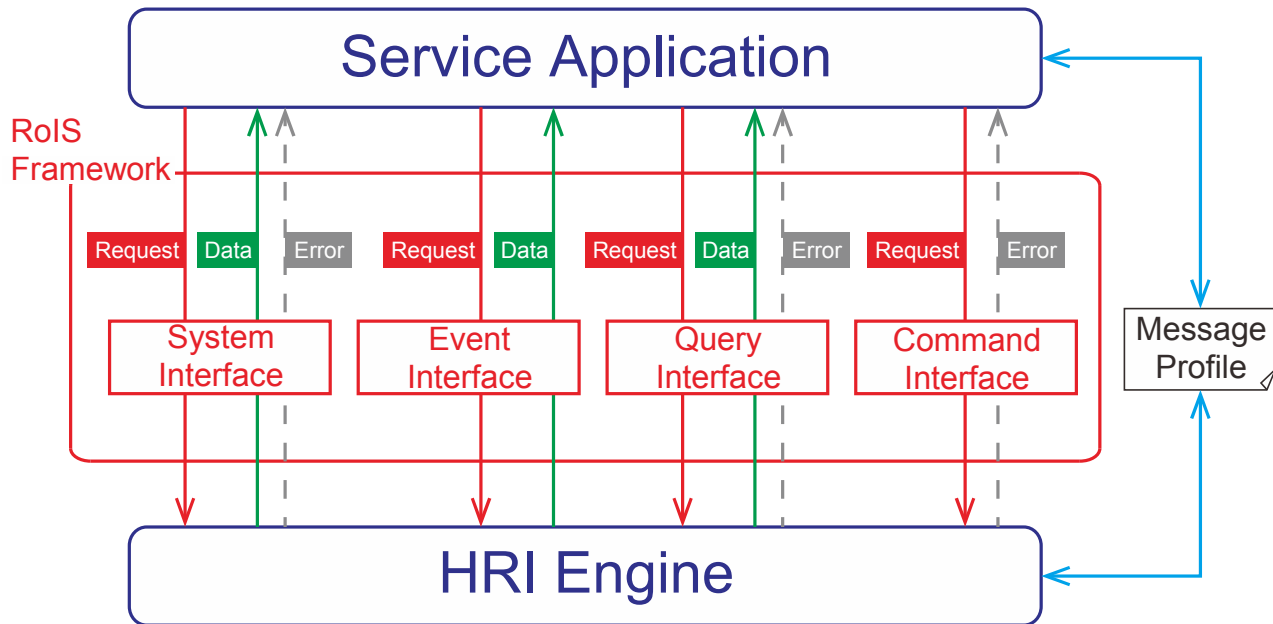 Service Application
RoIS
Framework
Request
Data
Error
Request
Data
Request
Data
Error
Request
Error
System
Interface
Event
Interface
Query
Interface
Command
Interface
Message
Profile
HRI Engine